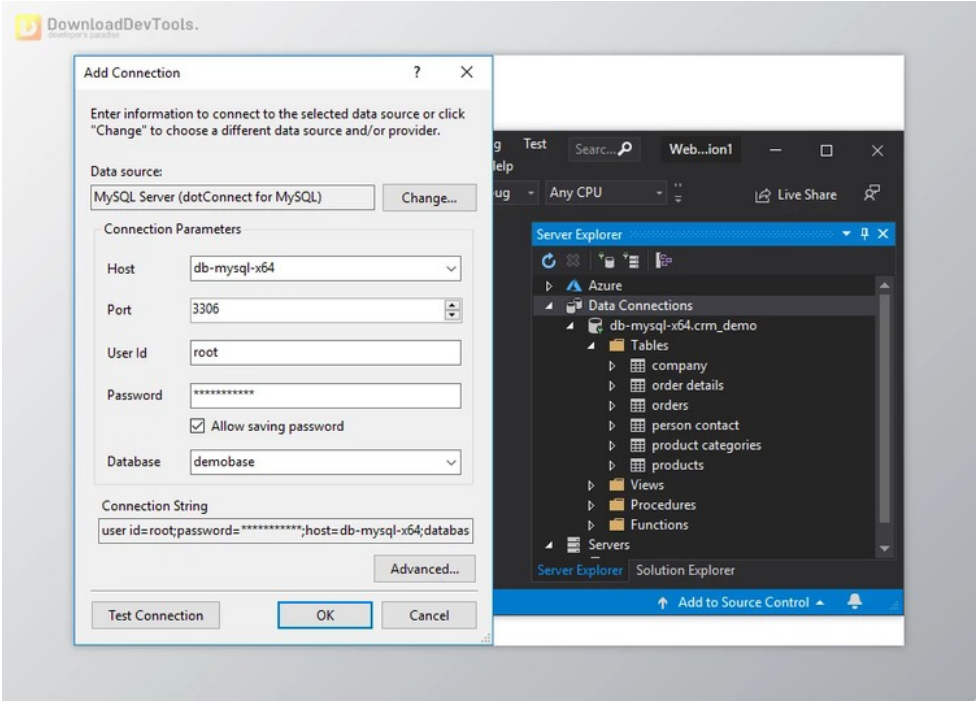 DownloadDevTools.
developer's paradise
Add Connection
?
Enter information to connect to the selected data source or click
"Change" to choose a different data source and/or provider.
Data source:
MySQL Server (dotConnect for MySQL)
Change...
Connection Parameters
Host
db-mysql-x64
Port
3306
User Id
root
Password
***********
Allow saving password
Database
demobase
Connection String
user id=root;password=***********;host=db-mysql-x64;databas
Advanced...
Test Connection
OK
Cancel
g
Test
Searc...
Web...ion1
lelp
ug
Any CPU
Live Share
Server Explorer
Azure
Data Connections
db-mysql-x64.crm_demo
Tables
company
order details
orders
person contact
product categories
products
Views
Procedures
Functions
Servers
Server Explorer
Solution Explorer
Add to Source Control